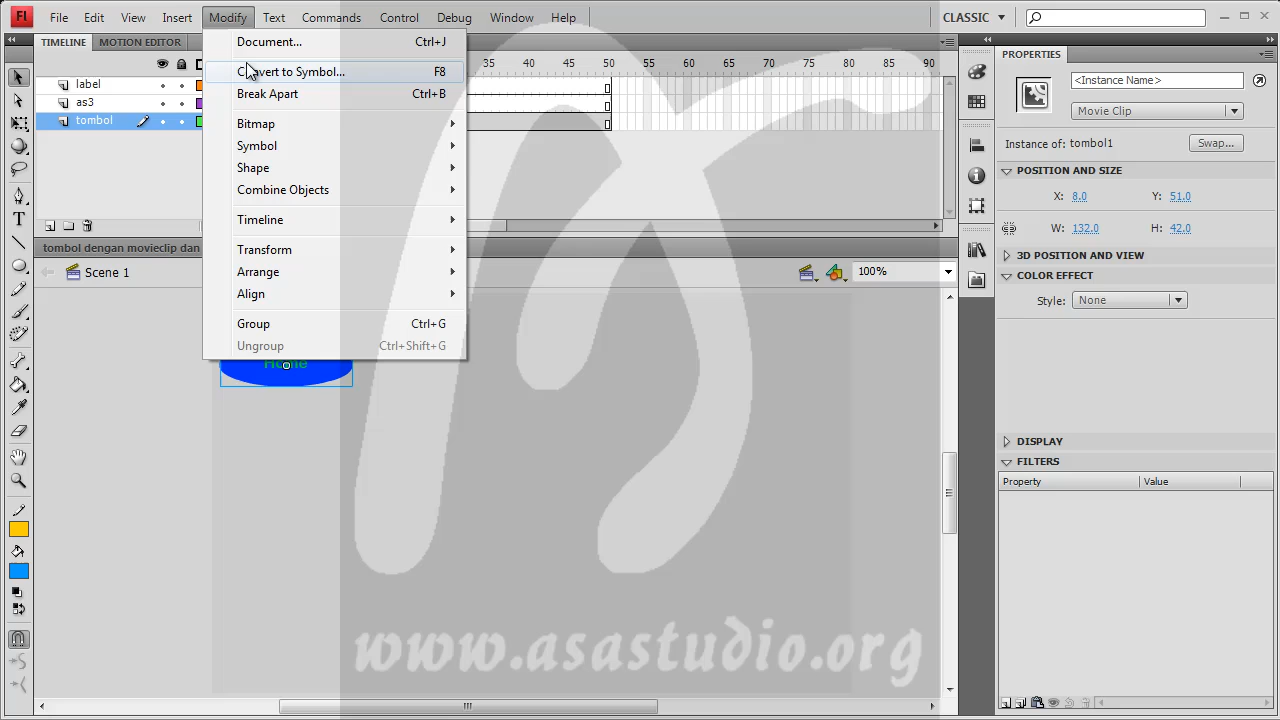 Fl File Edit View Insert Modify Text Commands Control Debug Window Help CLASSIC
TIMELINE MOTION EDITOR
PROPERTIES
35 40 45 50 55 60 65 70 75 80 85 90
label
as3
tombol
Document... Ctrl+J
Convert to Symbol... F8
Break Apart Ctrl+B
Bitmap
Symbol
Shape
Combine Objects
Timeline
Transform
Arrange
Align
Group Ctrl+G
Ungroup Ctrl+Shift+G
tombol dengan movieclip dan
Scene 1
100%
Home
<Instance Name>
Movie Clip
Instance of: tombol1 Swap...
POSITION AND SIZE
X: 8.0 Y: 51.0
W: 132.0 H: 42.0
3D POSITION AND VIEW
COLOR EFFECT
Style: None
DISPLAY
FILTERS
Property Value
www.asastudio.org